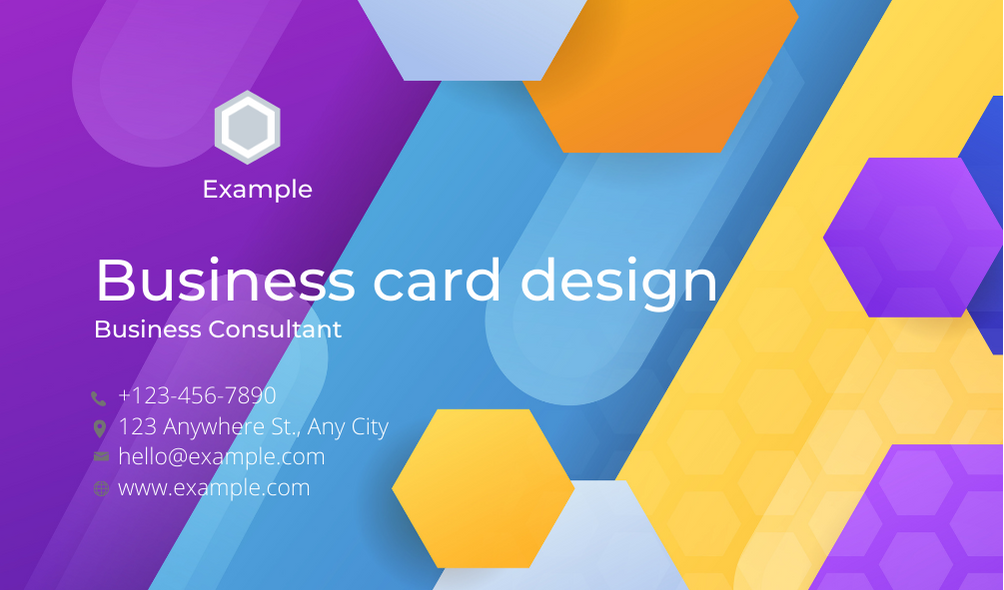 Example
Business card design
Business Consultant
+123-456-7890
123 Anywhere St., Any City
hello@example.com
www.example.com